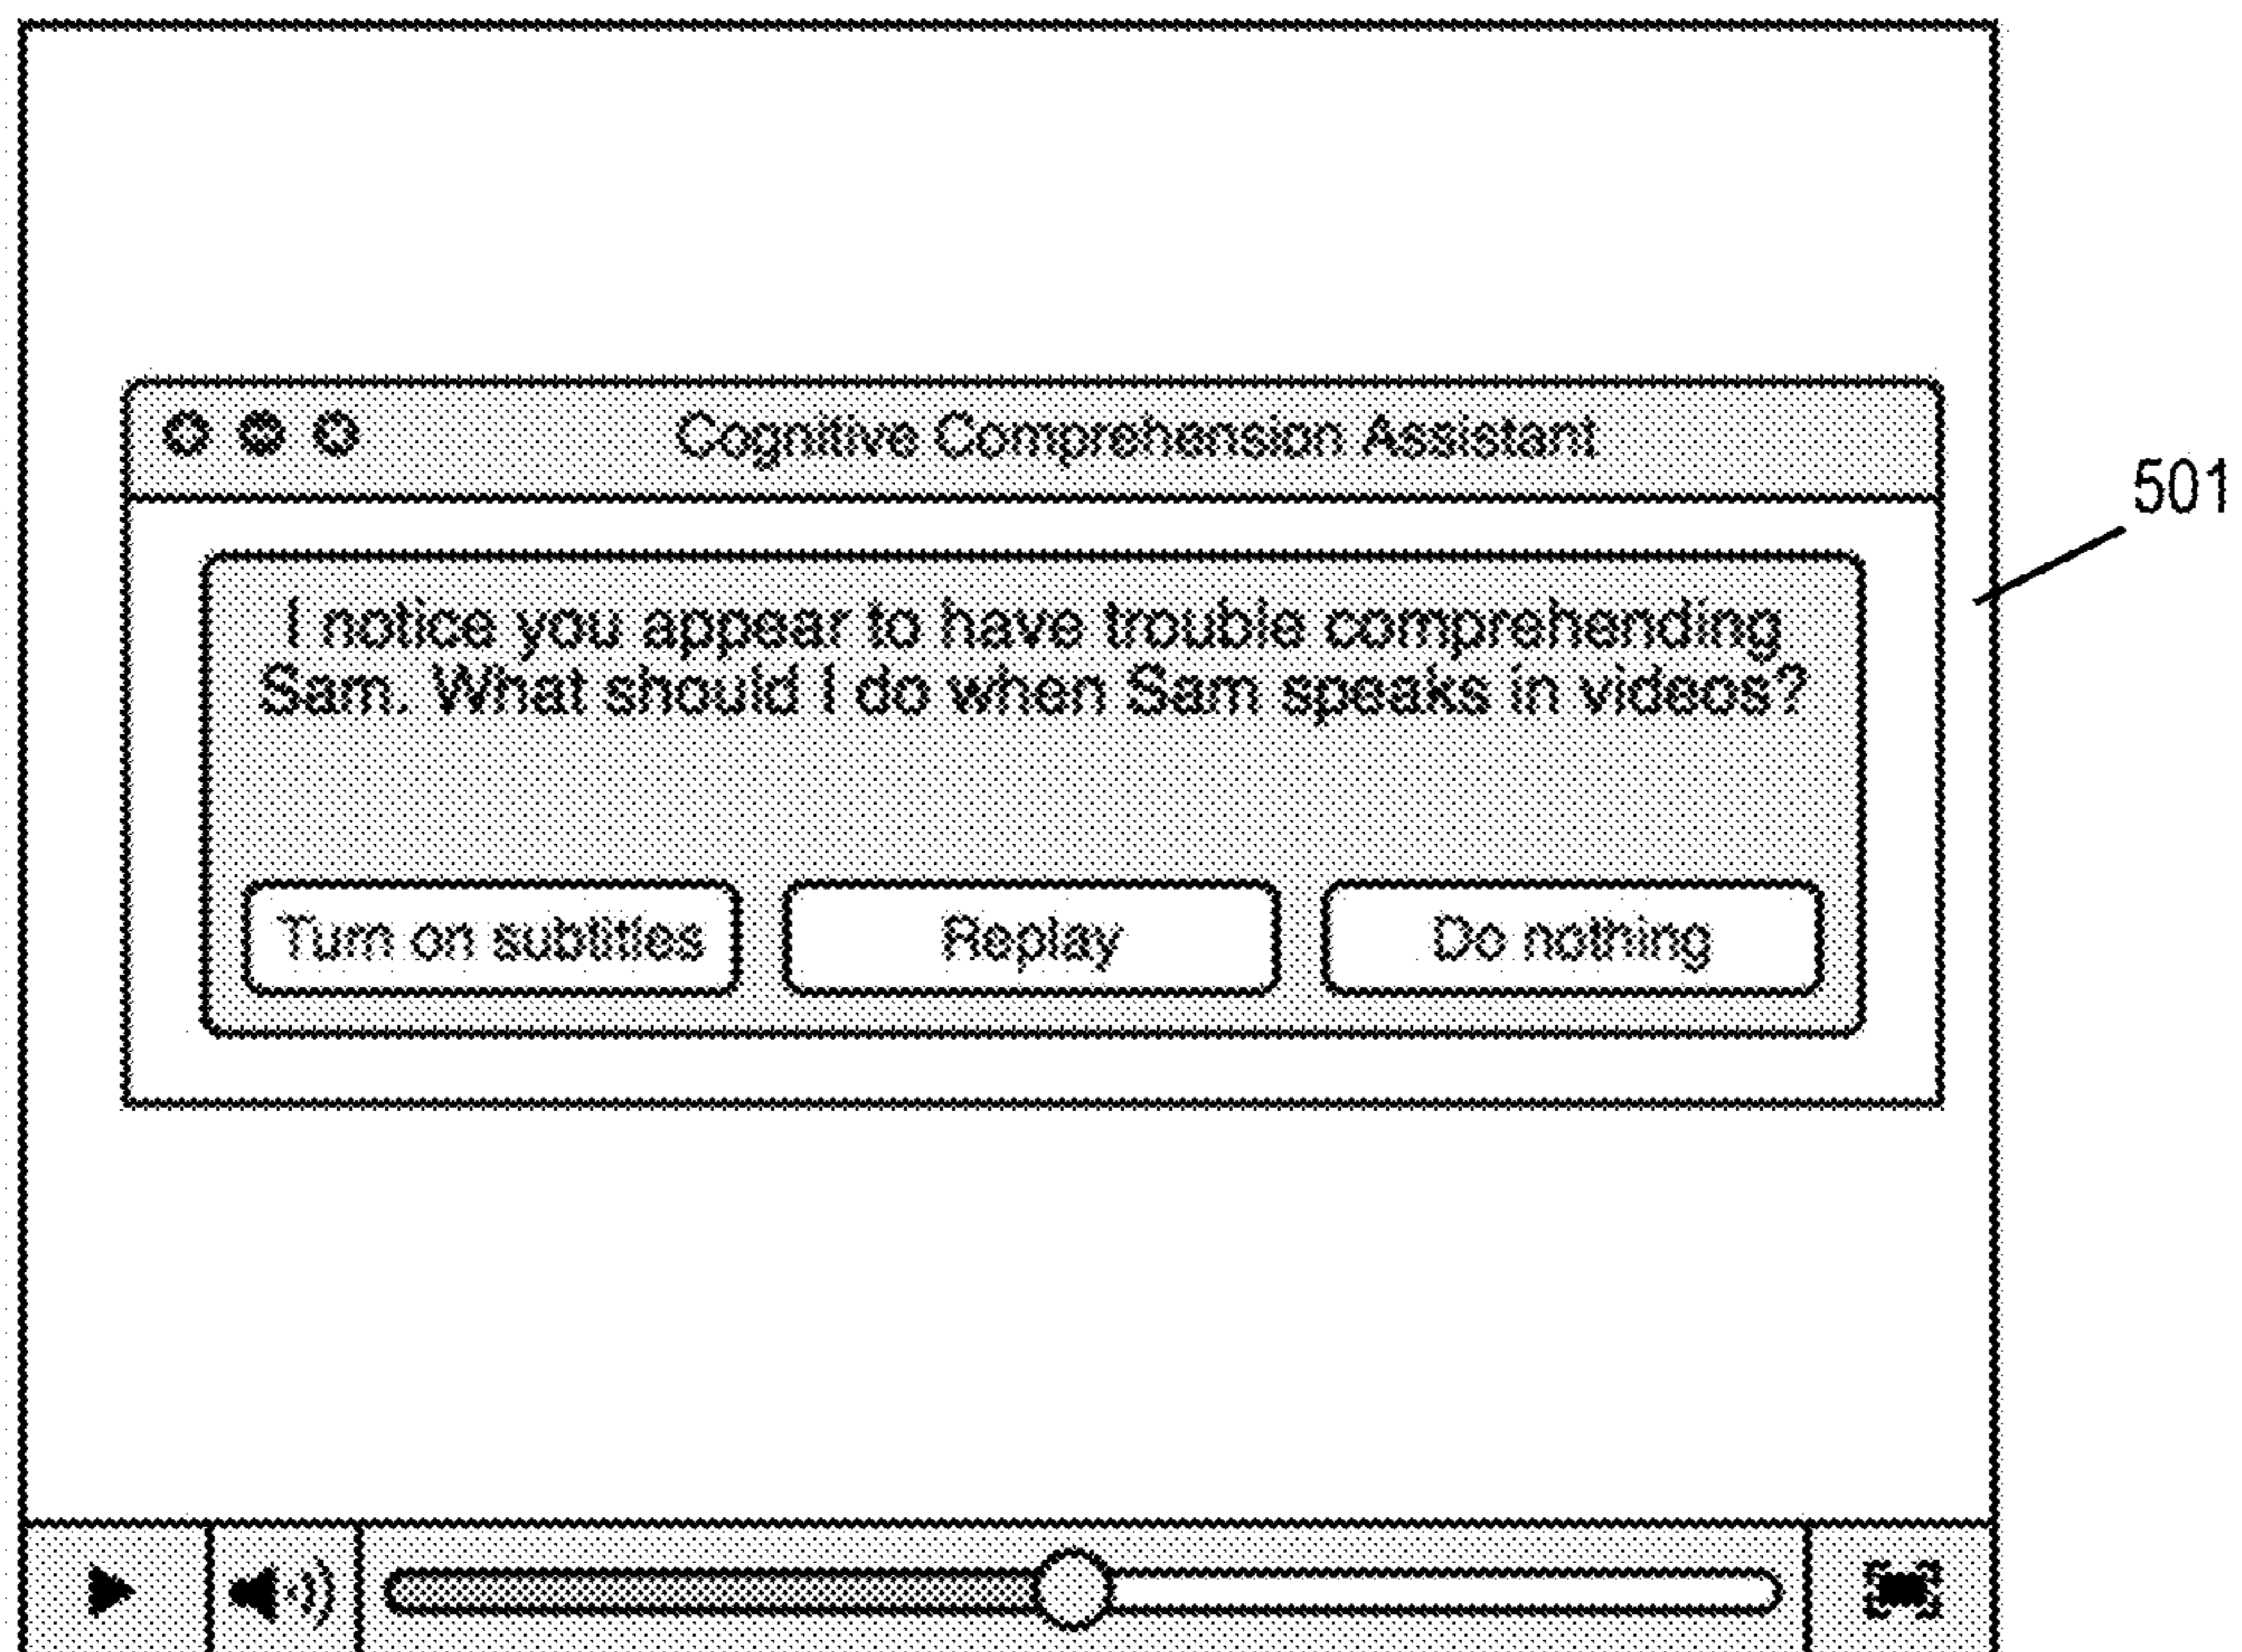 Cognitive Comprehension Assistant
501
I notice you appear to have trouble comprehending
Sam. What should I do when Sam speaks in videos?
Turn on subtitles
Replay
Do nothing